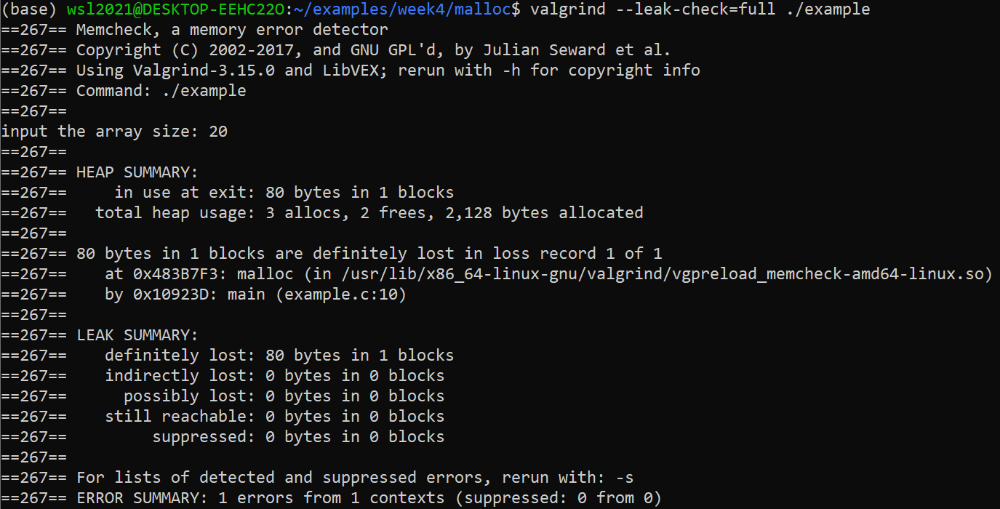 (base) wsl2021@DESKTOP-EEHC22O:~/examples/week4/malloc$ valgrind --leak-check=full ./example
==267== Memcheck, a memory error detector
==267== Copyright (C) 2002-2017, and GNU GPL'd, by Julian Seward et al.
==267== Using Valgrind-3.15.0 and LibVEX; rerun with -h for copyright info
==267== Command: ./example
==267==
input the array size: 20
==267==
==267== HEAP SUMMARY:
==267==     in use at exit: 80 bytes in 1 blocks
==267==   total heap usage: 3 allocs, 2 frees, 2,128 bytes allocated
==267==
==267== 80 bytes in 1 blocks are definitely lost in loss record 1 of 1
==267==    at 0x483B7F3: malloc (in /usr/lib/x86_64-linux-gnu/valgrind/vgpreload_memcheck-amd64-linux.so)
==267==    by 0x10923D: main (example.c:10)
==267==
==267== LEAK SUMMARY:
==267==    definitely lost: 80 bytes in 1 blocks
==267==    indirectly lost: 0 bytes in 0 blocks
==267==      possibly lost: 0 bytes in 0 blocks
==267==    still reachable: 0 bytes in 0 blocks
==267==         suppressed: 0 bytes in 0 blocks
==267==
==267== For lists of detected and suppressed errors, rerun with: -s
==267== ERROR SUMMARY: 1 errors from 1 contexts (suppressed: 0 from 0)